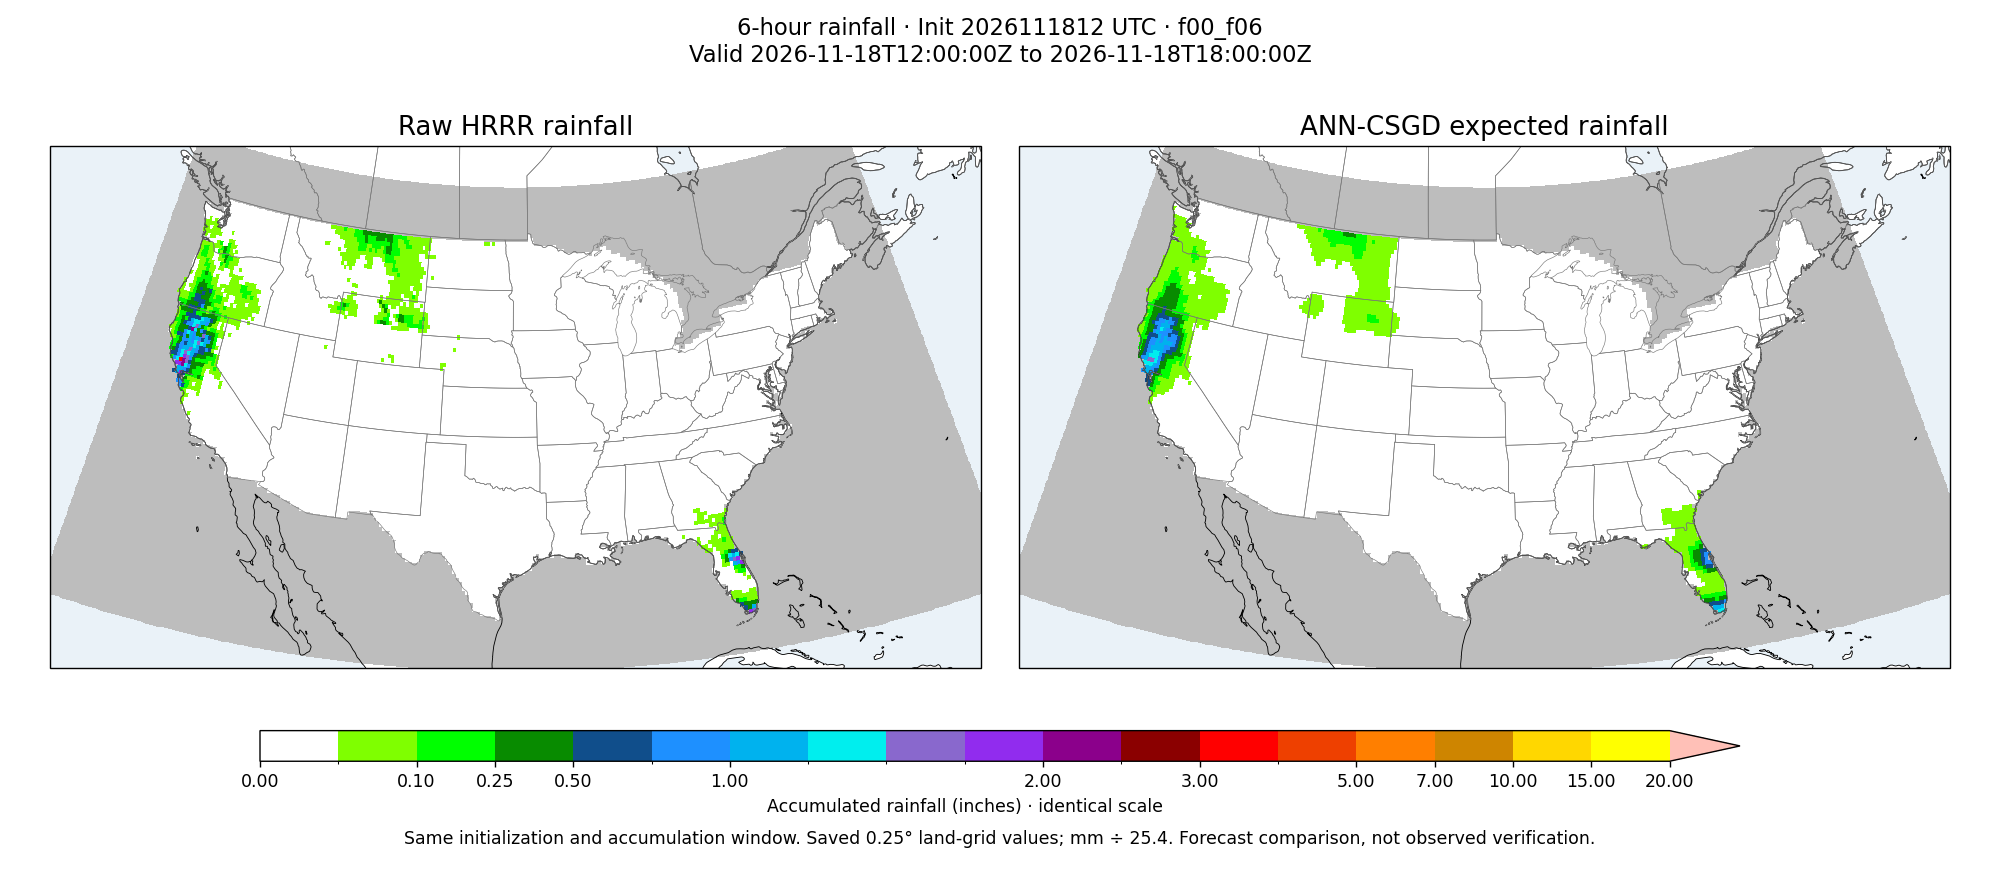 6-hour rainfall · Init 2026111812 UTC · f00_f06
Valid 2026-11-18T12:00:00Z to 2026-11-18T18:00:00Z
Raw HRRR rainfall
ANN-CSGD expected rainfall
0.00 0.10 0.25 0.50 1.00 2.00 3.00 5.00 7.00 10.00 15.00 20.00
Accumulated rainfall (inches) · identical scale
Same initialization and accumulation window. Saved 0.25° land-grid values; mm ÷ 25.4. Forecast comparison, not observed verification.